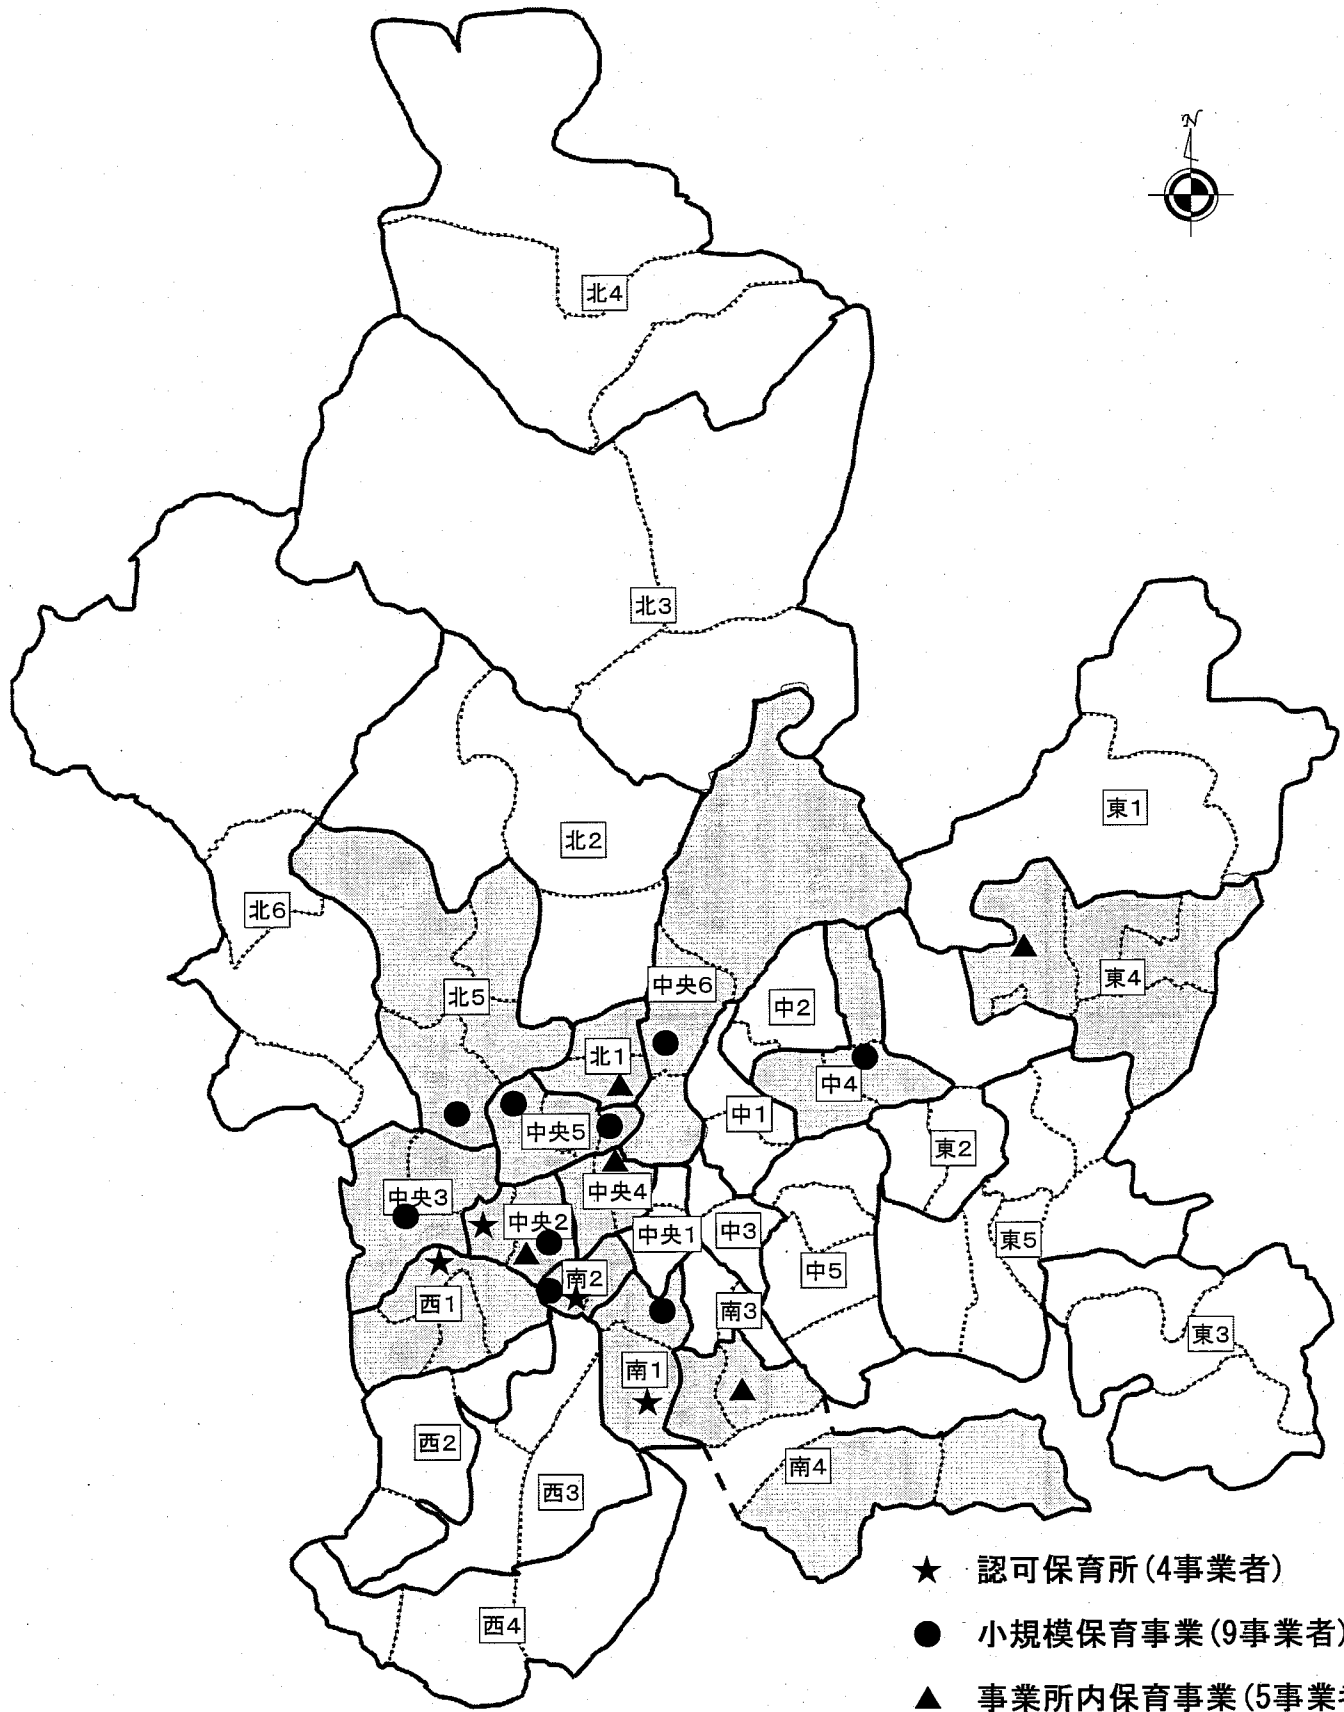 N
北4
北3
東1
北2
北6
東4
中央6
北5
中2
北1
中4
中1
中央5
東2
中央4
中央3
中央2
中央1
中3
東5
中5
南2
西1
南3
東3
南1
西2
南4
西3
★ 認可保育所(4事業者)
● 小規模保育事業(9事業者)
西4
▲ 事業所内保育事業(5事業者